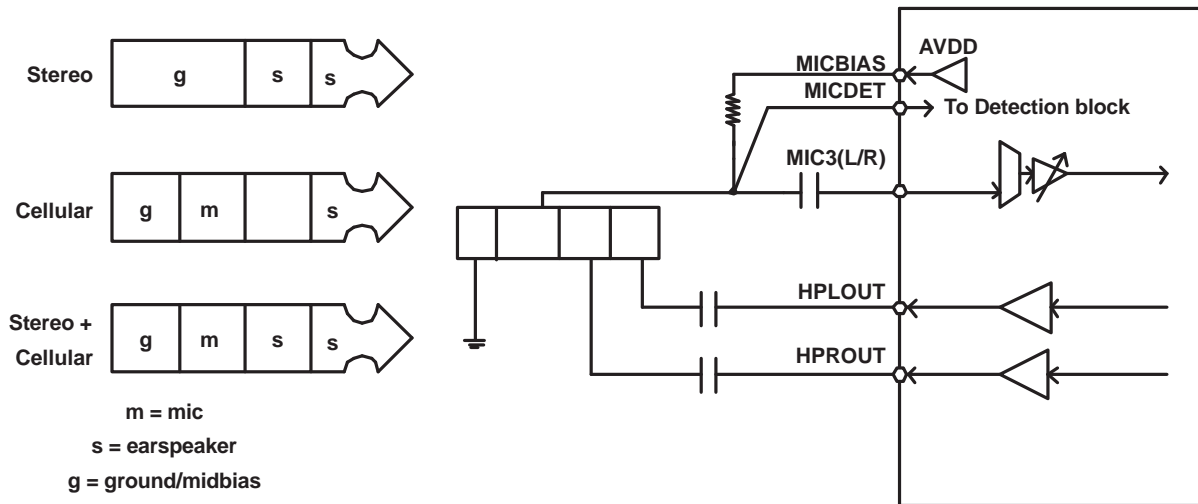 Stereo
g
s
s
Cellular
g
m
s
Stereo +
Cellular
g
m
s
s
m = mic
s = earspeaker
g = ground/midbias
MICBIAS
AVDD
MICDET
To Detection block
MIC3(L/R)
HPLOUT
HPROUT